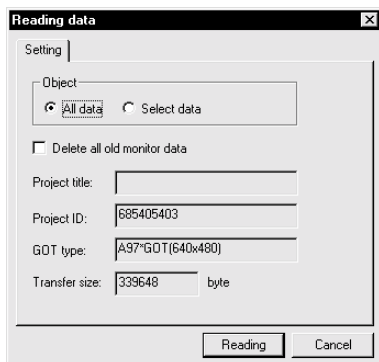 Reading data
Setting
Object
All data Select data
Delete all old monitor data
Project title:
Project ID: 685405403
GOT type: A97*GOT(640x480)
Transfer size: 339648 byte
Reading Cancel